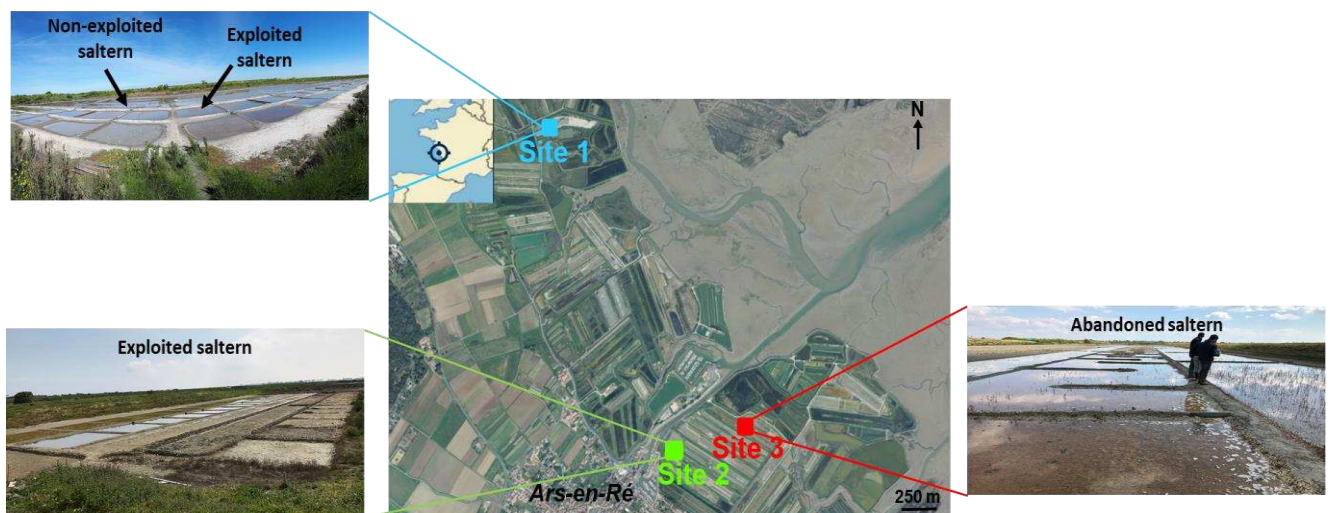 Non-exploited
saltern
Exploited
saltern
N
Site 1
Exploited saltern
Abandoned saltern
Site 3
Site 2
Ars-en-Ré
250 m